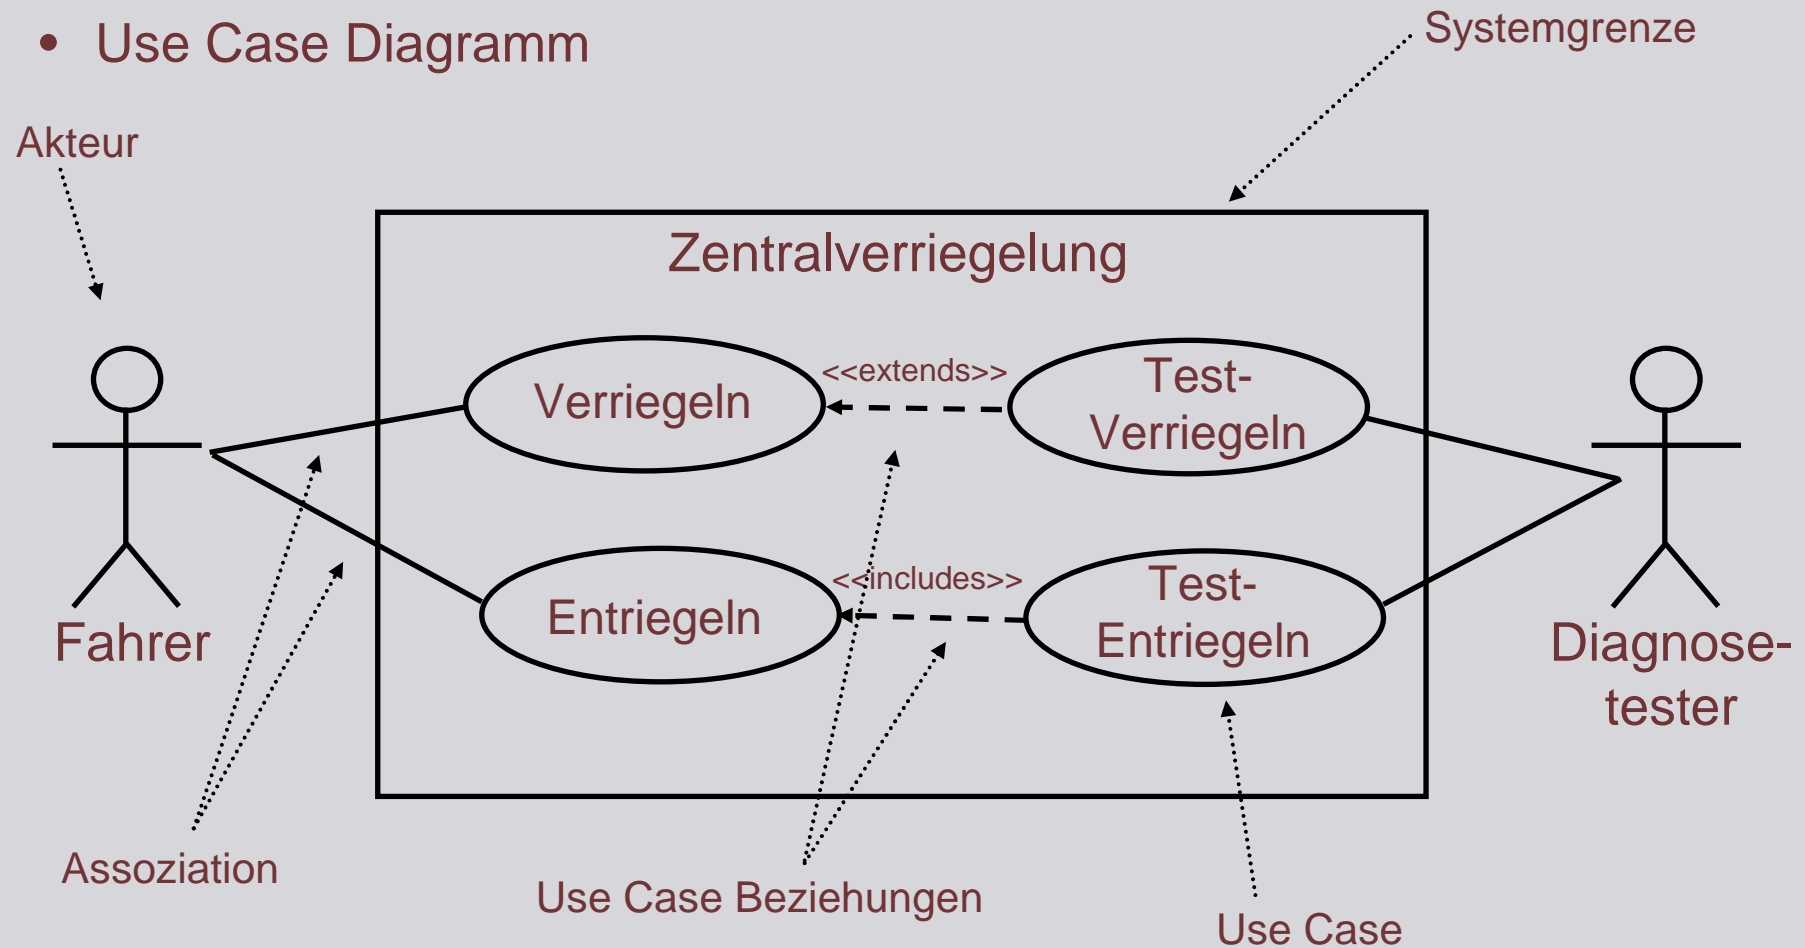 • Use Case Diagramm
Systemgrenze
Akteur
Zentralverriegelung
Verriegeln
<<extends>>
Test-
Verriegeln
Entriegeln
<<includes>>
Test-
Entriegeln
Fahrer
Diagnose-
tester
Assoziation
Use Case Beziehungen
Use Case